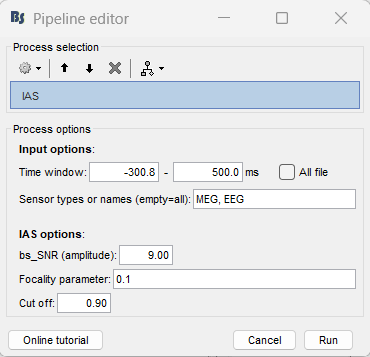 Bs Pipeline editor
Process selection
IAS
Process options
Input options:
Time window: -300.8 - 500.0 ms All file
Sensor types or names (empty=all): MEG, EEG
IAS options:
bs_SNR (amplitude): 9.00
Focality parameter: 0.1
Cut off: 0.90
Online tutorial Cancel Run